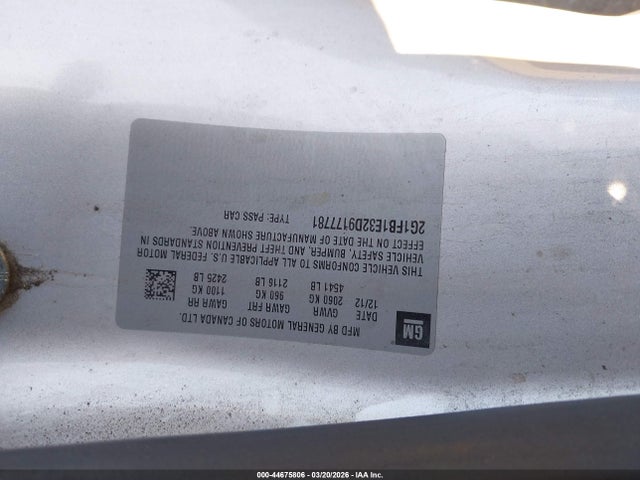 GM
MFD BY GENERAL MOTORS OF CANADA LTD.
DATE GVWR GAWR FRT GAWR RR
12/12 2060 KG 960 KG 1100 KG
4541 LB 2116 LB 2425 LB
THIS VEHICLE CONFORMS TO ALL APPLICABLE U.S. FEDERAL MOTOR
VEHICLE SAFETY, BUMPER, AND THEFT PREVENTION STANDARDS IN
EFFECT ON THE DATE OF MANUFACTURE SHOWN ABOVE.
2G1FB1E32D9177781 TYPE: PASS CAR
000-44675806 - 03/20/2026 - IAA Inc.